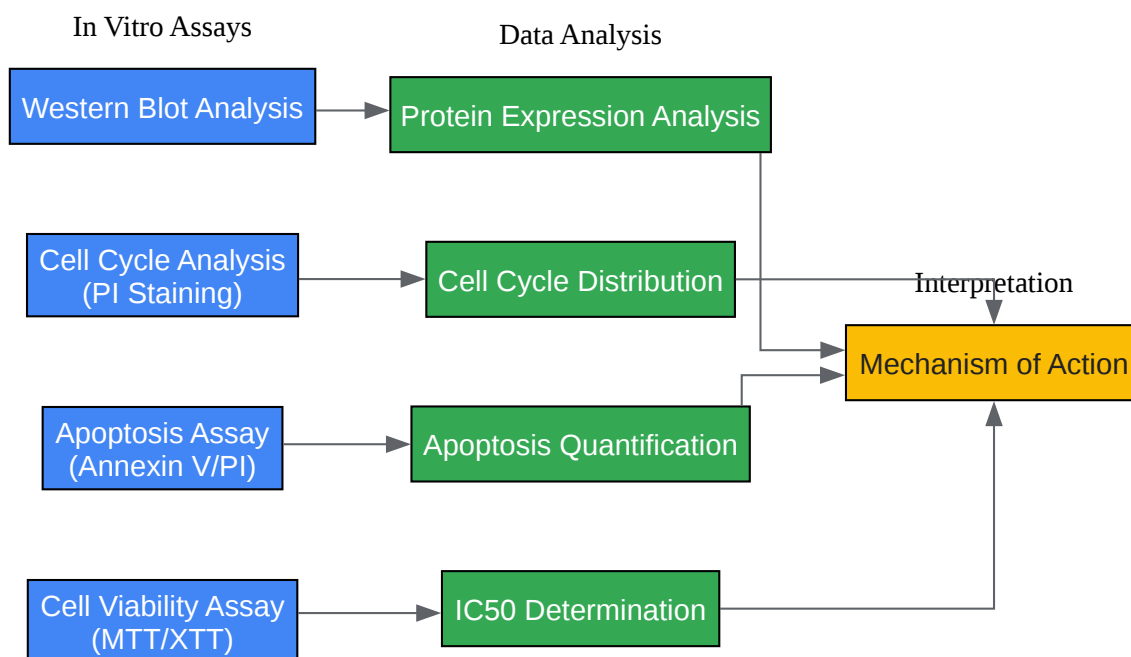 In Vitro Assays
Data Analysis
Western Blot Analysis
Protein Expression Analysis
Cell Cycle Analysis
(PI Staining)
Cell Cycle Distribution
Interpretation
Mechanism of Action
Apoptosis Assay
(Annexin V/PI)
Apoptosis Quantification
Cell Viability Assay
(MTT/XTT)
IC50 Determination